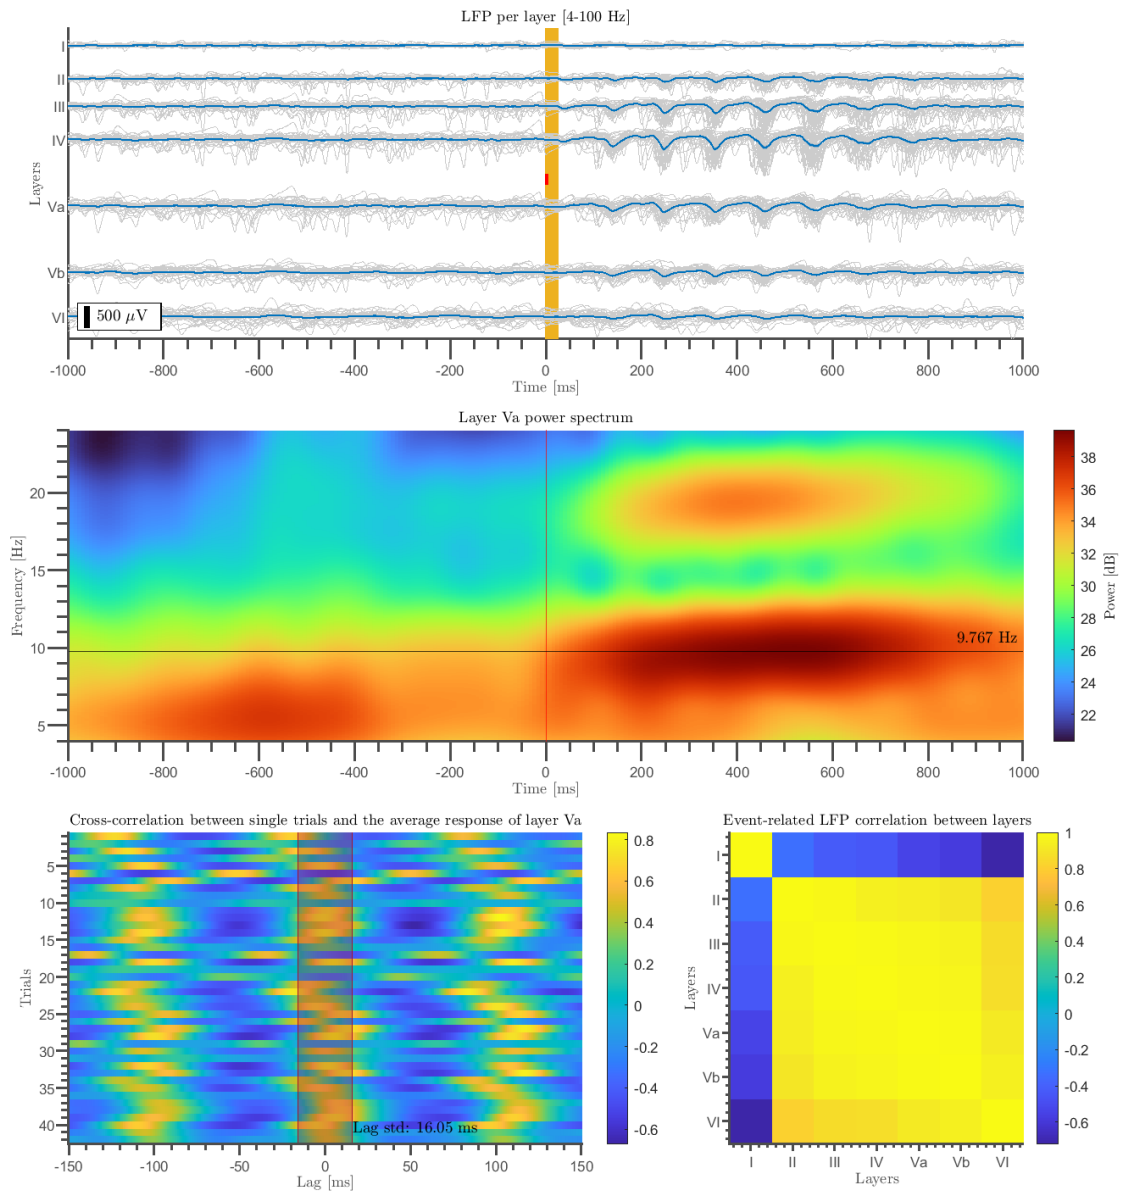 LFP per layer [4-100 Hz]
Layers
I
II
III
IV
Va
Vb
VI
500 μV
-1000 -800 -600 -400 -200 0 200 400 600 800 1000
Time [ms]
Layer Va power spectrum
Frequency [Hz]
20
15
10
5
9.767 Hz
-1000 -800 -600 -400 -200 0 200 400 600 800 1000
Time [ms]
38
36
34
32
30
28
26
24
22
Power [dB]
Cross-correlation between single trials and the average response of layer Va
Trials
5
10
15
20
25
30
35
40
Lag std: 16.05 ms
-150 -100 -50 0 50 100 150
Lag [ms]
0.8
0.6
0.4
0.2
0
-0.2
-0.4
-0.6
Event-related LFP correlation between layers
Layers
I
II
III
IV
Va
Vb
VI
I II III IV Va Vb VI
Layers
1
0.8
0.6
0.4
0.2
0
-0.2
-0.4
-0.6